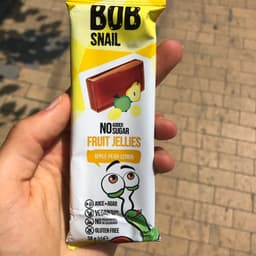 BOB
SNAIL
NO ADDED
SUGAR
FRUIT JELLIES
APPLE-PEAR-LEMON
JUICE + AGAR
VEGAN
GLUTEN FREE